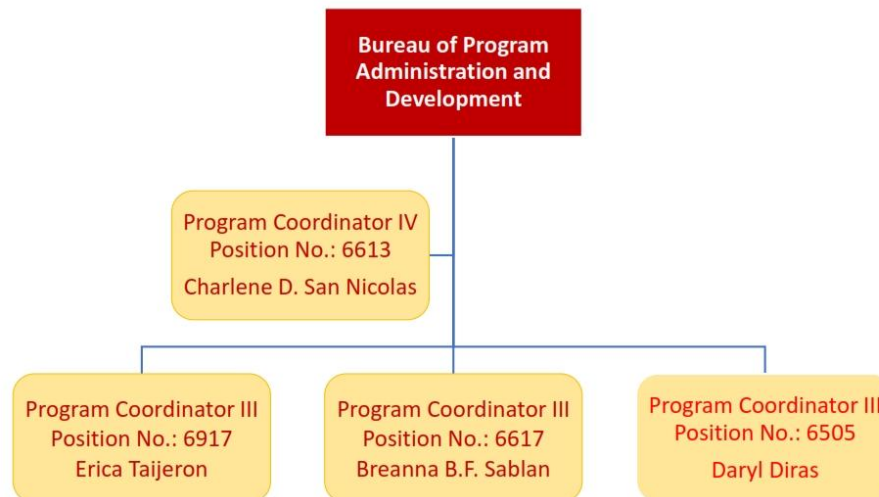 Bureau of Program
Administration and
Development
Program Coordinator IV
Position No.: 6613
Charlene D. San Nicolas
Program Coordinator III
Position No.: 6917
Erica Taijeron
Program Coordinator III
Position No.: 6617
Breanna B.F. Sablan
Program Coordinator III
Position No.: 6505
Daryl Diras